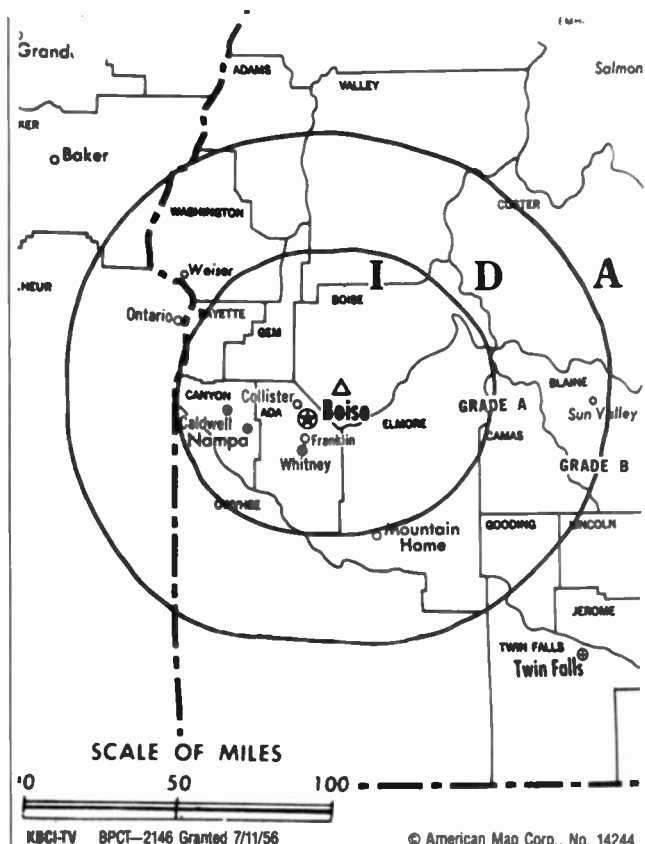 Grand
ADAMS
VALLEY
Salmon
KER
Baker
CUSTER
WASHINGTON
HEUR
Weiser
I D A
BOISE
Ontario
PAYETTE
GEM
BLAINE
CANYON
Collister
ADA
Boise
ELMORE
GRADE A
Sun Valley
Caldwell
Nampa
Franklin
CAMAS
Whitney
GRADE B
OWYHEE
Mountain
Home
GOODING
LINCOLN
JEROME
TWIN FALLS
Twin Falls
SCALE OF MILES
0 50 100
KBCI-TV BPCT—2146 Granted 7/11/56 © American Map Corp., No. 14244